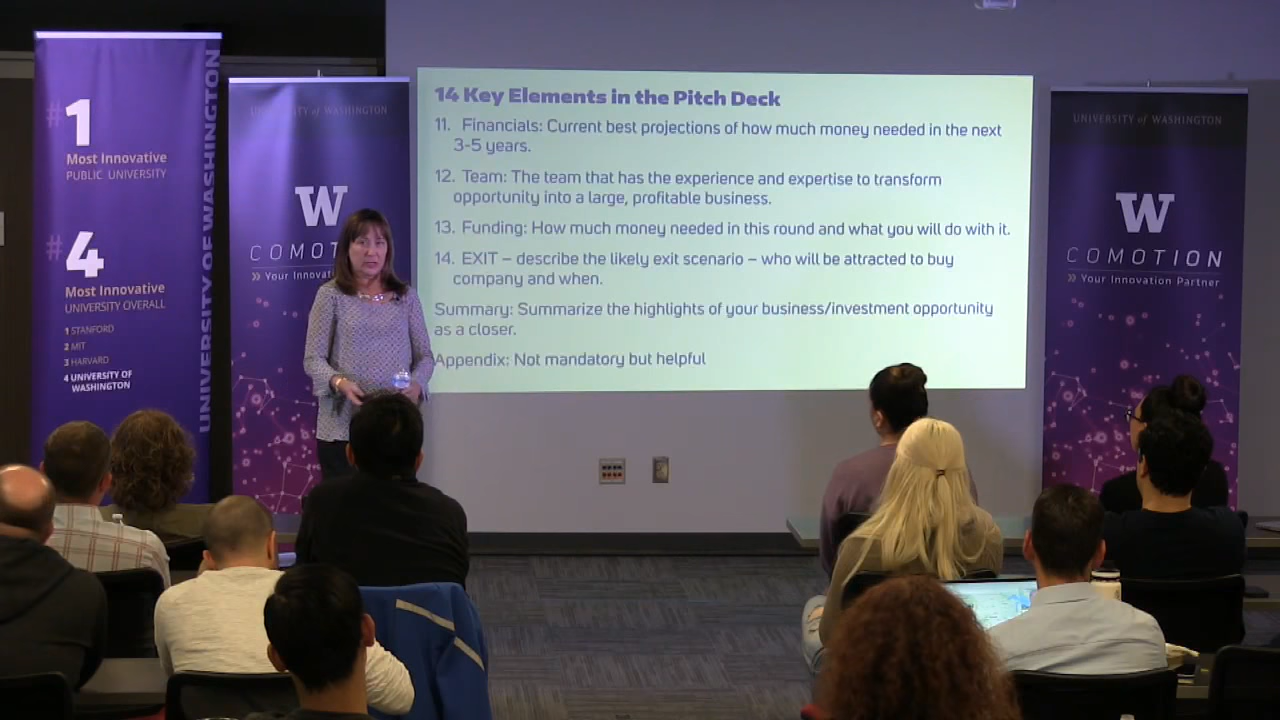 #1
Most Innovative
PUBLIC UNIVERSITY
#4
Most Innovative
UNIVERSITY OVERALL
1 STANFORD
2 MIT
3 HARVARD
4 UNIVERSITY OF
WASHINGTON
UNIVERSITY OF WASHINGTON
UNIVERSITY of WASHINGTON
W
COMOTION
» Your
14 Key Elements in the Pitch Deck
11. Financials: Current best projections of how much money needed in the next
3-5 years.
12. Team: The team that has the experience and expertise to transform
opportunity into a large, profitable business.
13. Funding: How much money needed in this round and what you will do with it.
14. EXIT – describe the likely exit scenario – who will be attracted to buy
company and when.
Summary: Summarize the highlights of your business/investment opportunity
as a closer.
Appendix: Not mandatory but helpful
UNIVERSITY of WASHINGTON
W
COMOTION
» Your Innovation Partner